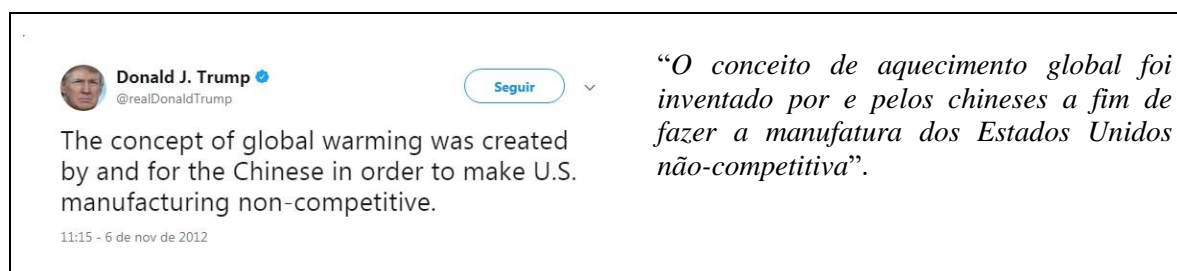 Donald J. Trump
@realDonaldTrump
Seguir
The concept of global warming was created
by and for the Chinese in order to make U.S.
manufacturing non-competitive.
11:15 - 6 de nov de 2012
“O conceito de aquecimento global foi
inventado por e pelos chineses a fim de
fazer a manufatura dos Estados Unidos
não-competitiva”.